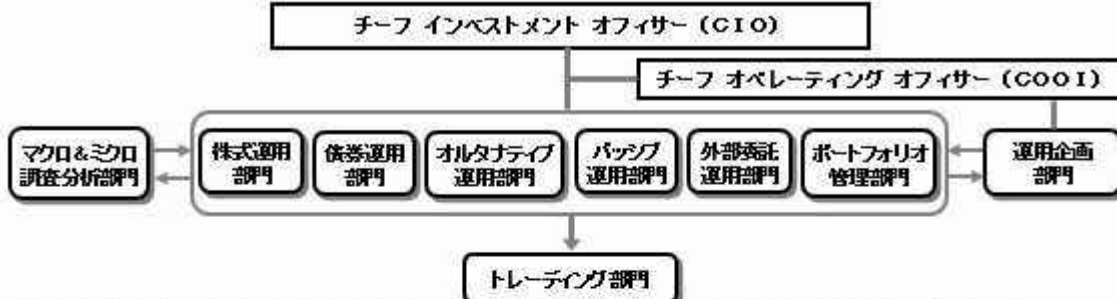 チーフ インベストメント オフィサー (CIO)
チーフ オペレーティング オフィサー (COOI)
マクロ&ミクロ
調査分析部門
株式運用
部門
債券運用
部門
オルタナティブ
運用部門
パッシブ
運用部門
外部委託
運用部門
ポートフォリオ
管理部門
運用企画
部門
トレーディング部門